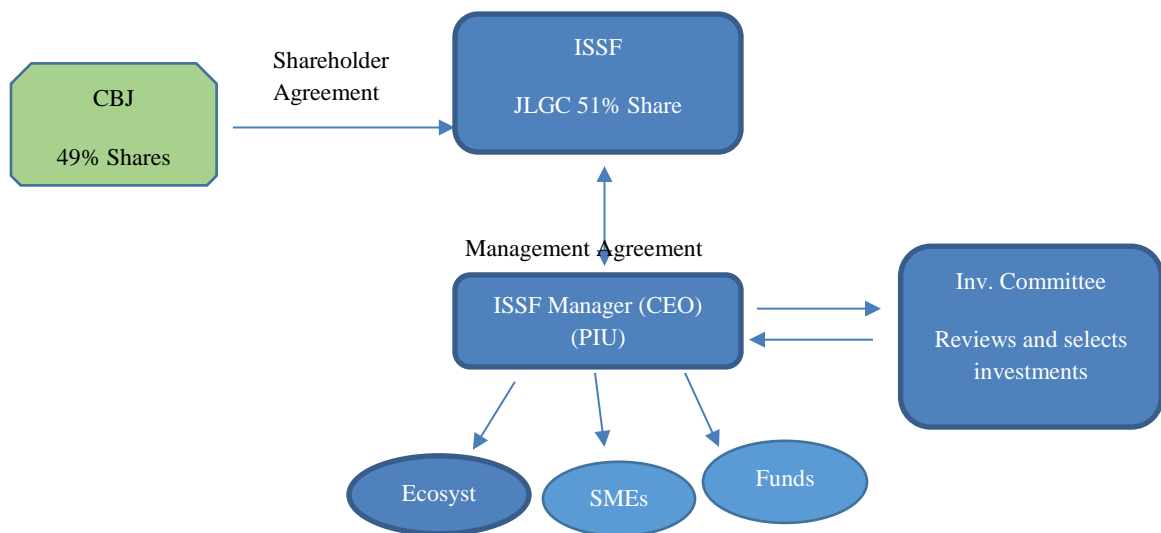 CBJ
49% Shares
Shareholder
Agreement
ISSF
JLGC 51% Share
Management Agreement
ISSF Manager (CEO)
(PIU)
Inv. Committee
Reviews and selects
investments
Ecosyst
SMEs
Funds